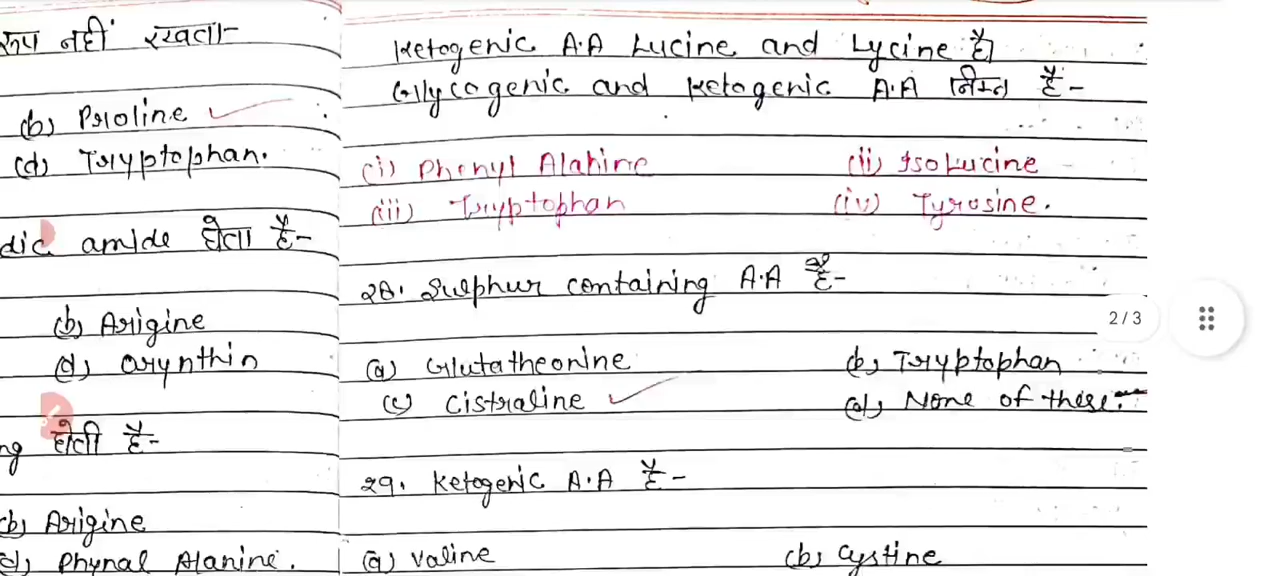 रूप नहीं रखता-
(b) Proline
(d) Tryptophan.
dic amide होता है-
(b) Arigine
(d) orynthin
ng होती है-
(b) Arigine
(d) Phynal Alanine.
Ketogenic A.A Lucine and Lycine है।
Glycogenic and Ketogenic A.A निम्न है-
(i) Phenyl Alanine (ii) Iso Lucine
(iii) Tryptophan (iv) Tyrosine.
28. Sulphur containing A.A है-
(a) Glutatheonine (b) Tryptophan
(c) Cistraline (d) None of these.
29. Ketogenic A.A है-
(a) Valine (b) Cystine
2/3